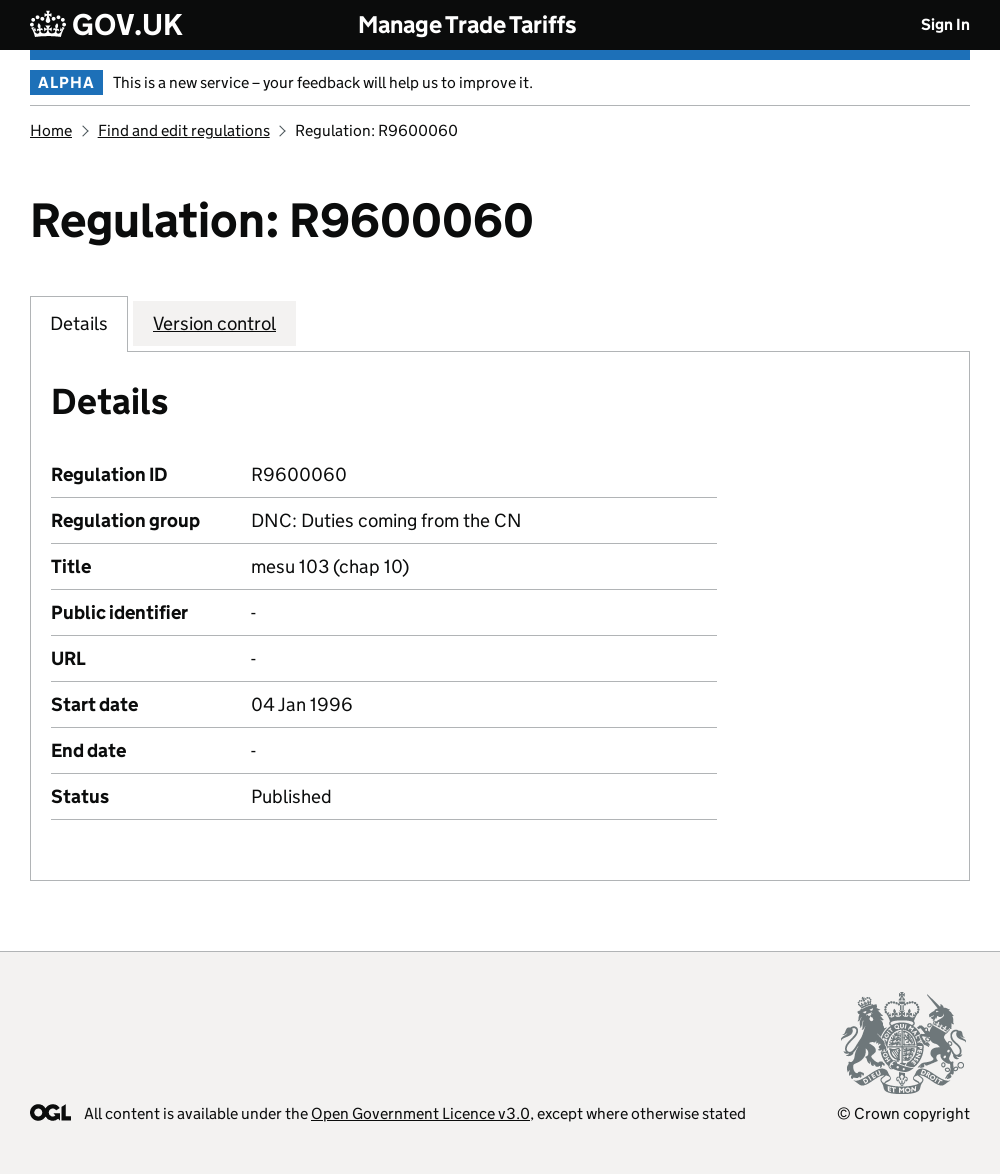 GOV.UK Manage Trade Tariffs Sign In
ALPHA This is a new service – your feedback will help us to improve it.
Home Find and edit regulations Regulation: R9600060
Regulation: R9600060
Details Version control
Details
Regulation ID R9600060
Regulation group DNC: Duties coming from the CN
Title mesu 103 (chap 10)
Public identifier -
URL -
Start date 04 Jan 1996
End date -
Status Published
DIEU ET MON DROIT
OGL All content is available under the Open Government Licence v3.0, except where otherwise stated © Crown copyright